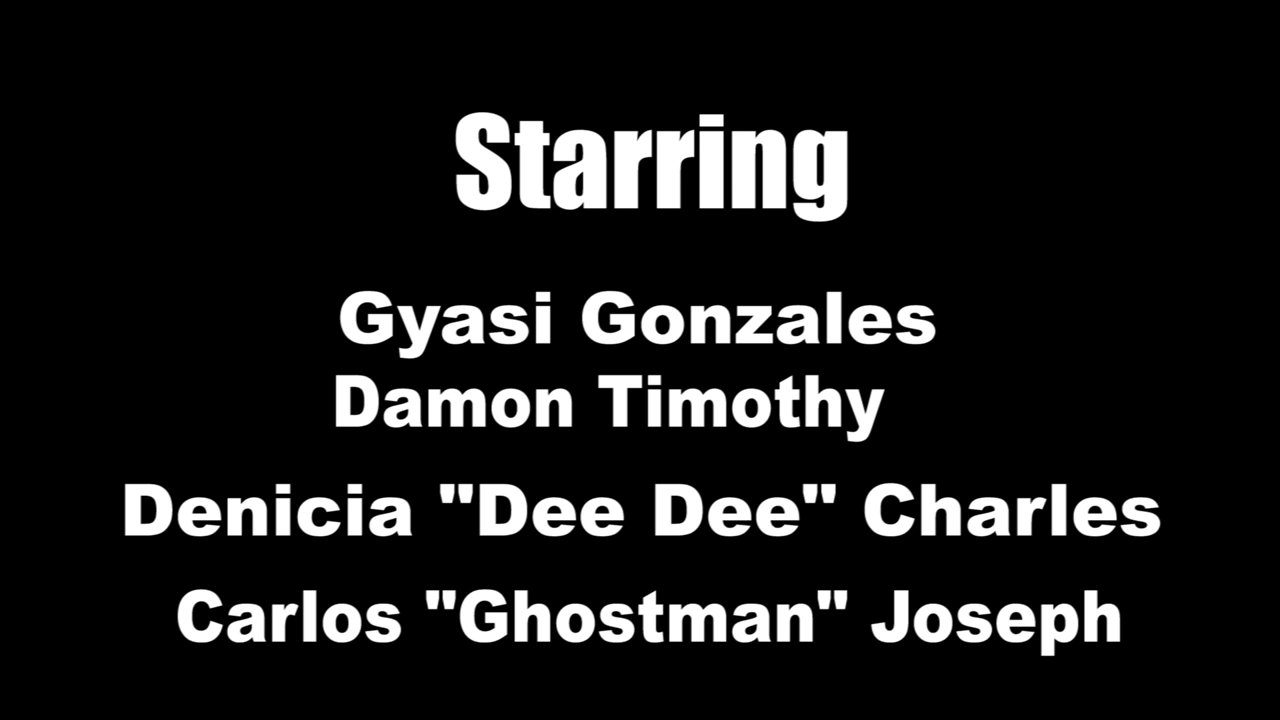 Starring
Gyasi Gonzales
Damon Timothy
Denicia "Dee Dee" Charles
Carlos "Ghostman" Joseph